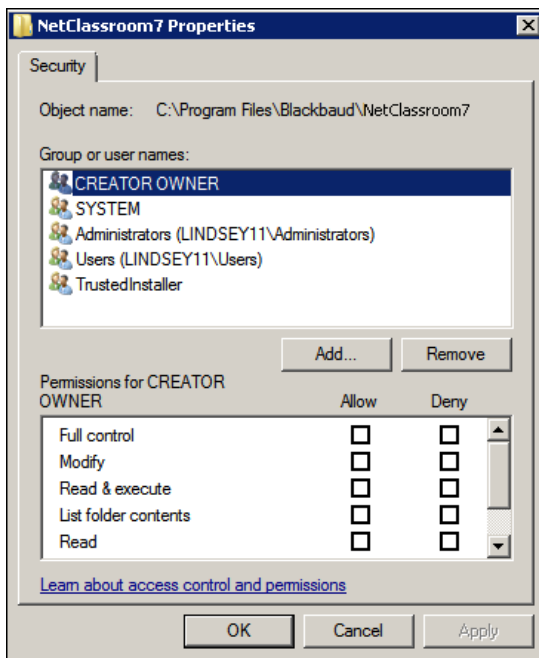 NetClassroom7 Properties
Security
Object name: C:\Program Files\Blackbaud\NetClassroom7
Group or user names:
CREATOR OWNER
SYSTEM
Administrators (LINDSEY11\Administrators)
Users (LINDSEY11\Users)
TrustedInstaller
Add... Remove
Permissions for CREATOR
OWNER Allow Deny
Full control
Modify
Read & execute
List folder contents
Read
Learn about access control and permissions
OK Cancel Apply